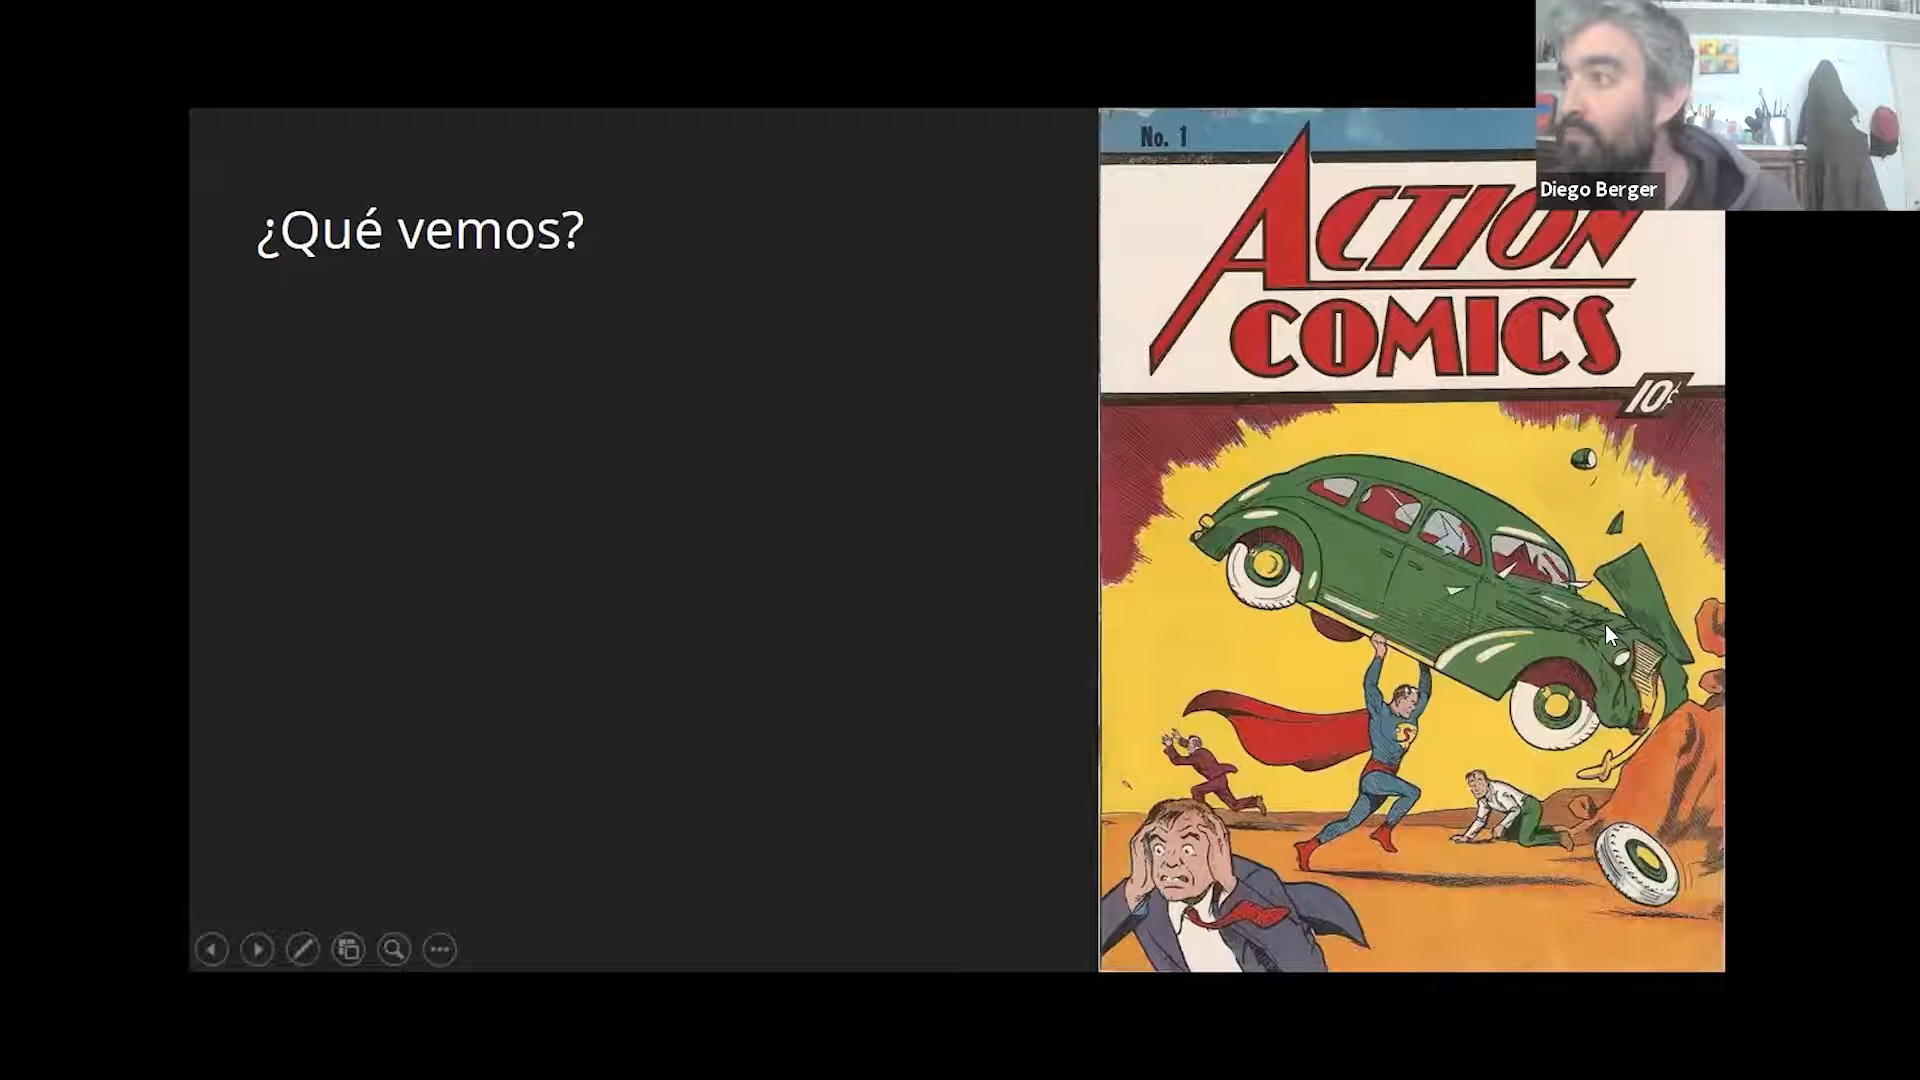 ¿Qué vemos?
No. 1
ACTION
COMICS
10¢
S
Diego Berger